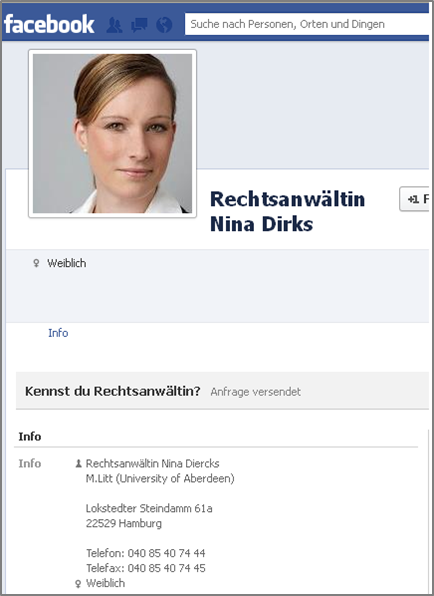 facebook
Suche nach Personen, Orten und Dingen
Rechtsanwältin
Nina Dirks
+1 F
Weiblich
Info
Kennst du Rechtsanwältin? Anfrage versendet
Info
Info Rechtsanwältin Nina Diercks
M.Litt (University of Aberdeen)
Lokstedter Steindamm 61a
22529 Hamburg
Telefon: 040 85 40 74 44
Telefax: 040 85 40 74 45
Weiblich